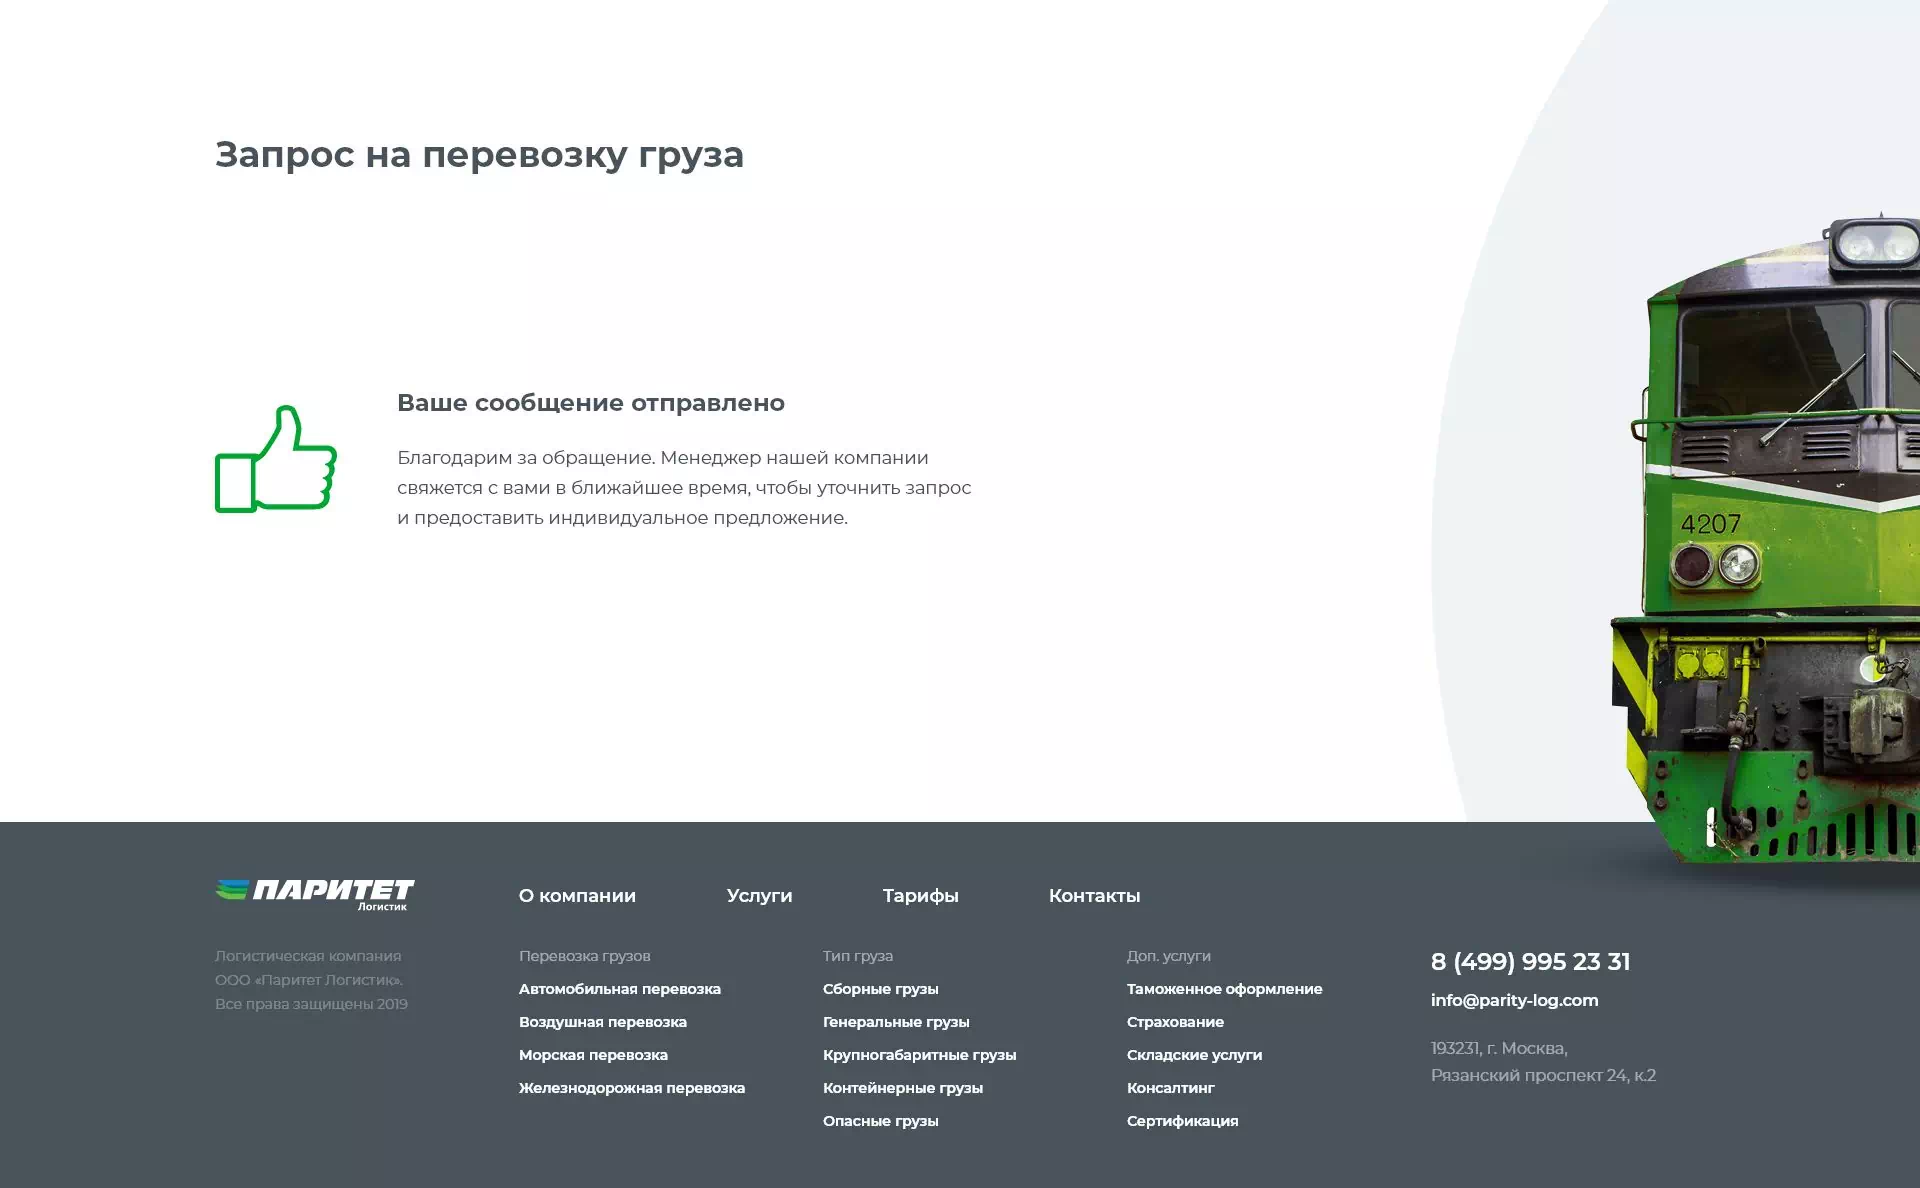 Запрос на перевозку груза
Ваше сообщение отправлено
Благодарим за обращение. Менеджер нашей компании
свяжется с вами в ближайшее время, чтобы уточнить запрос
и предоставить индивидуальное предложение.
4207
ПАРИТЕТ
Логистик
Логистическая компания
ООО «Паритет Логистик».
Все права защищены 2019
О компании
Услуги
Тарифы
Контакты
Перевозка грузов
Автомобильная перевозка
Воздушная перевозка
Морская перевозка
Железнодорожная перевозка
Тип груза
Сборные грузы
Генеральные грузы
Крупногабаритные грузы
Контейнерные грузы
Опасные грузы
Доп. услуги
Таможенное оформление
Страхование
Складские услуги
Консалтинг
Сертификация
8 (499) 995 23 31
info@parity-log.com
193231, г. Москва,
Рязанский проспект 24, к.2